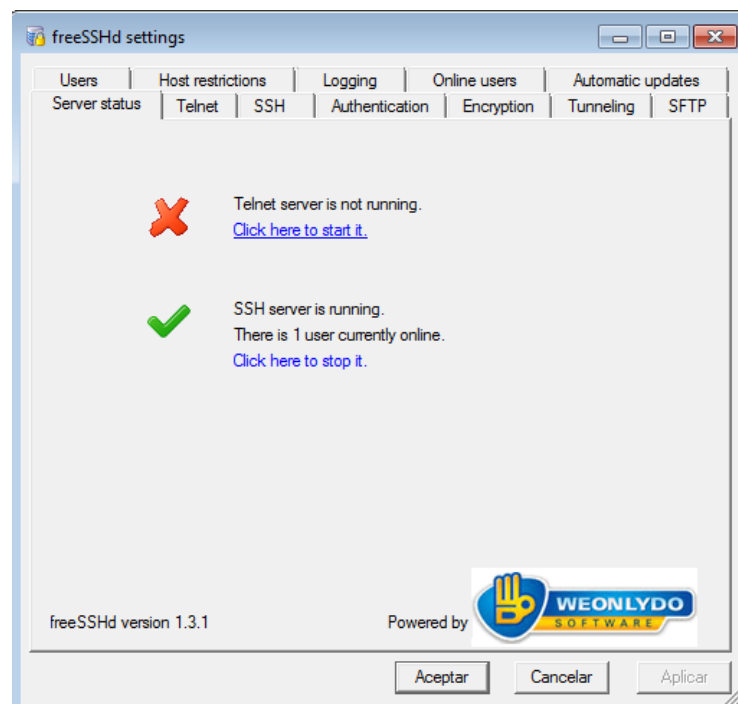 freeSSHd settings
Users Host restrictions Logging Online users Automatic updates
Server status Telnet SSH Authentication Encryption Tunneling SFTP
Telnet server is not running.
Click here to start it.
SSH server is running.
There is 1 user currently online.
Click here to stop it.
freeSSHd version 1.3.1 Powered by WEONLYDO
SOFTWARE
Aceptar Cancelar Aplicar